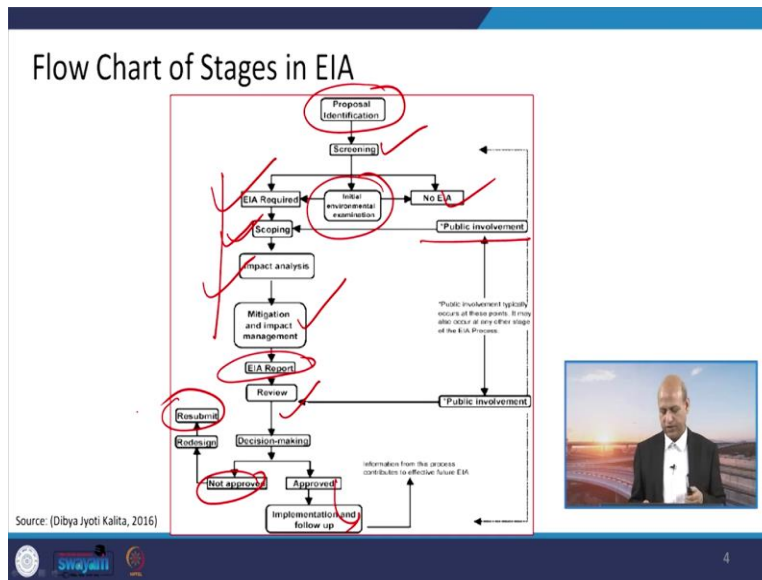 Flow Chart of Stages in EIA
Proposal
Identification
Screening
EIA Required
Initial
environmental
examination
No EIA
Scoping
*Public involvement
Impact analysis
*Public involvement typically
occurs at these points. It may
also occur at any other stage
of the EIA Process.
Mitigation
and impact
management
EIA Report
Review
*Public involvement
Resubmit
Redesign
Decision-making
Information from this process
contributes to effective future EIA
Not approved
Approved
Implementation and
follow up
Source: (Dibya Jyoti Kalita, 2016)
swayam
4